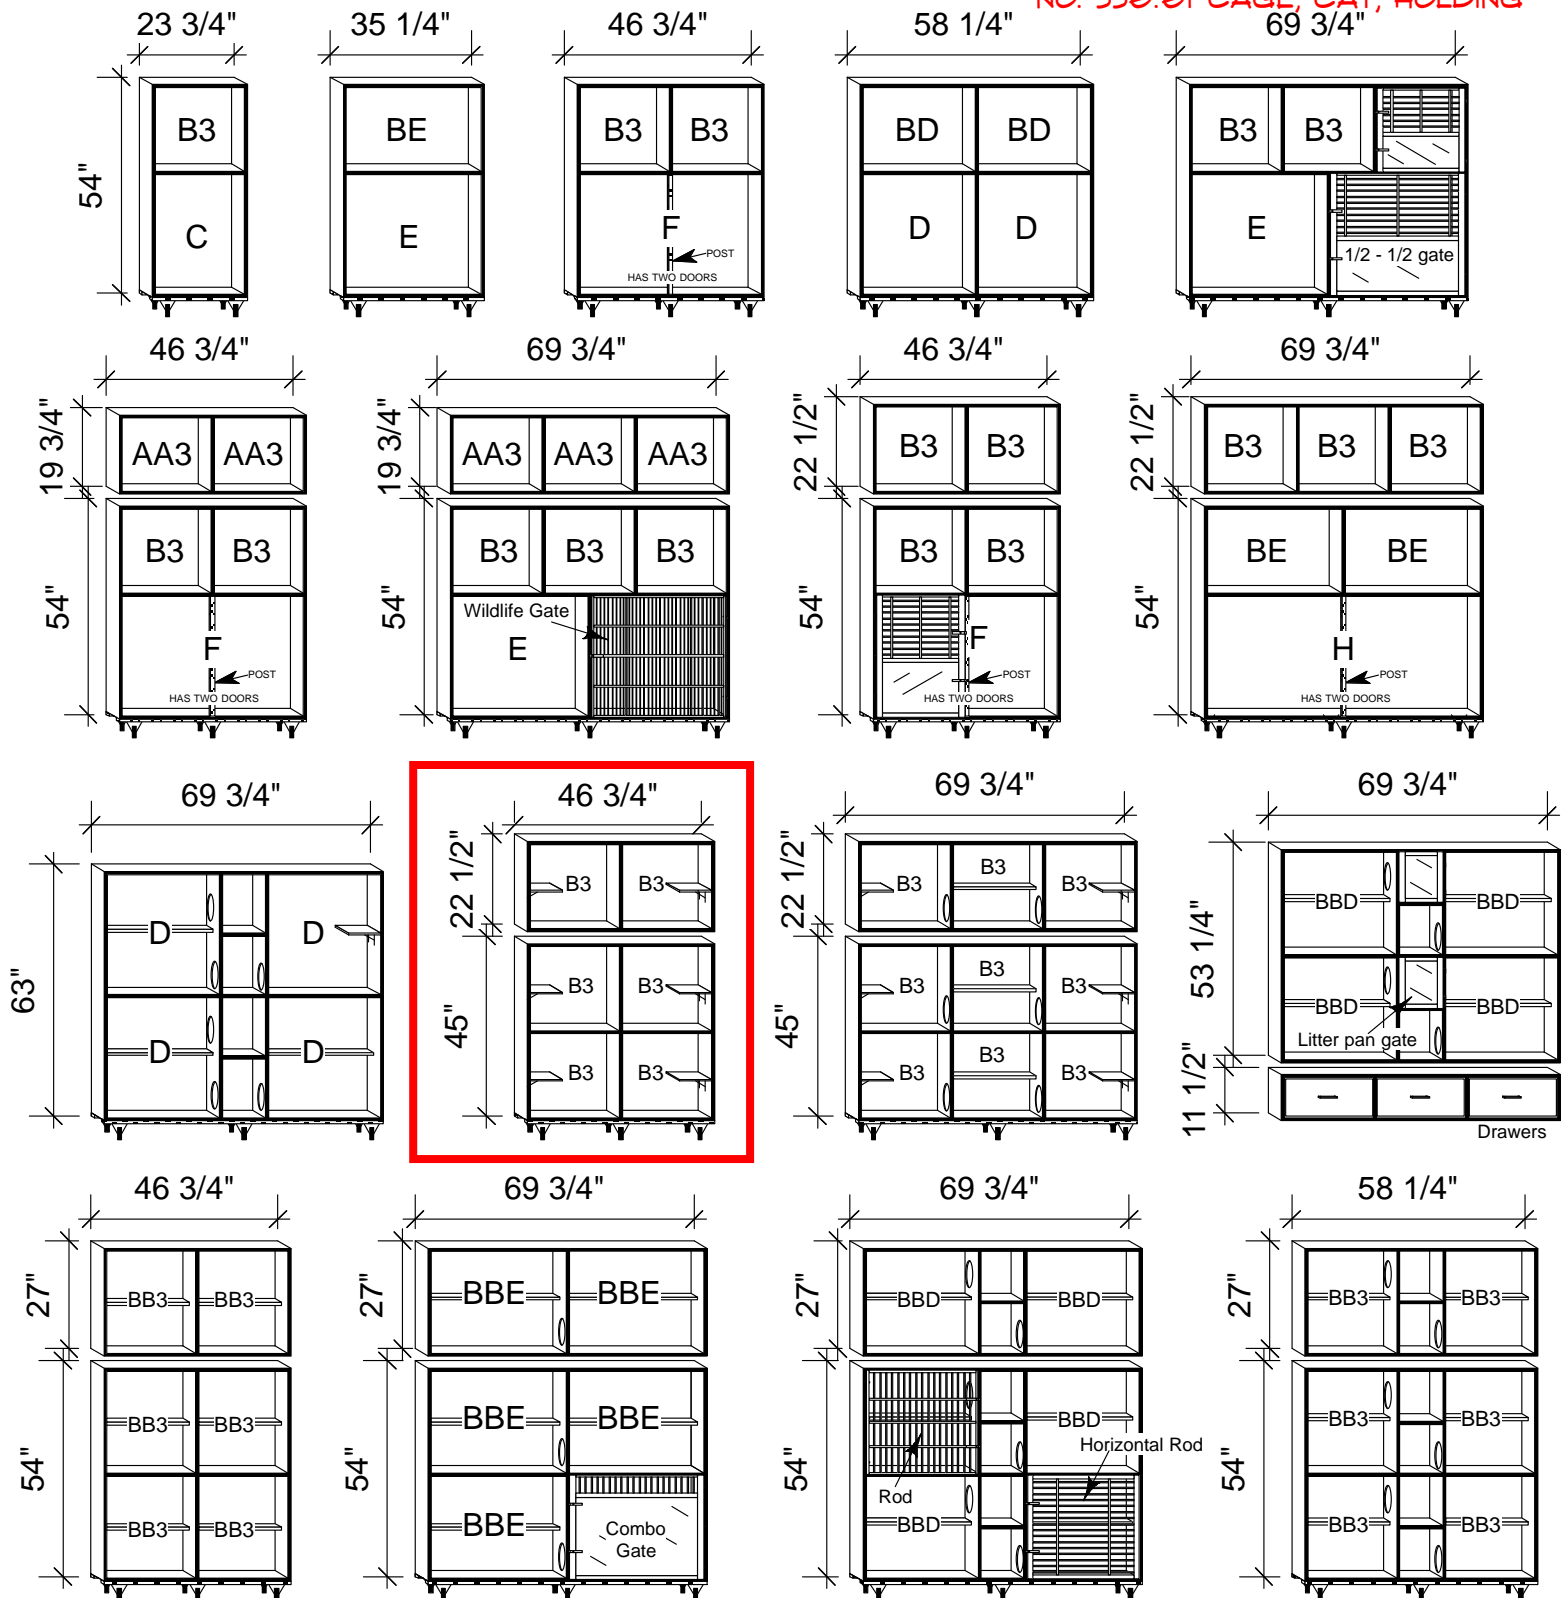 NO. 550.01 CAGE, CAT, HOLDING
23 3/4"
35 1/4"
46 3/4"
58 1/4"
69 3/4"
54"
B3
C
BE
E
B3 B3
F
POST
HAS TWO DOORS
BD BD
D D
B3 B3
E
1/2 - 1/2 gate
46 3/4"
69 3/4"
46 3/4"
69 3/4"
19 3/4"
AA3 AA3
54"
B3 B3
F
POST
HAS TWO DOORS
19 3/4"
AA3 AA3 AA3
54"
B3 B3 B3
Wildlife Gate
E
22 1/2"
B3 B3
54"
B3 B3
F
POST
HAS TWO DOORS
22 1/2"
B3 B3 B3
54"
BE BE
H
POST
HAS TWO DOORS
69 3/4"
46 3/4"
69 3/4"
69 3/4"
63"
D D
D D
22 1/2"
B3 B3
45"
B3 B3
B3 B3
22 1/2"
B3 B3 B3
45"
B3 B3 B3
B3 B3 B3
53 1/4"
BBD BBD
BBD BBD
Litter pan gate
11 1/2"
Drawers
46 3/4"
69 3/4"
69 3/4"
58 1/4"
27"
BB3 BB3
54"
BB3 BB3
BB3 BB3
27"
BBE BBE
54"
BBE BBE
BBE
Combo
Gate
27"
BBD BBD
54"
BBD
Horizontal Rod
Rod
BBD
27"
BB3 BB3
54"
BB3 BB3
BB3 BB3